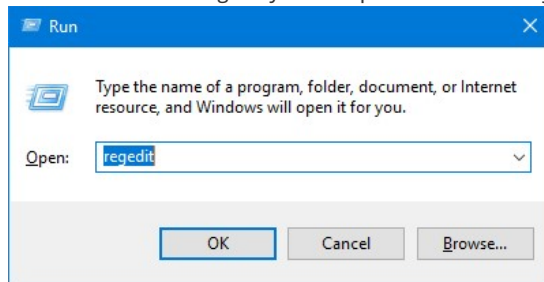 Run
Type the name of a program, folder, document, or Internet
resource, and Windows will open it for you.
Open: regedit
OK Cancel Browse...